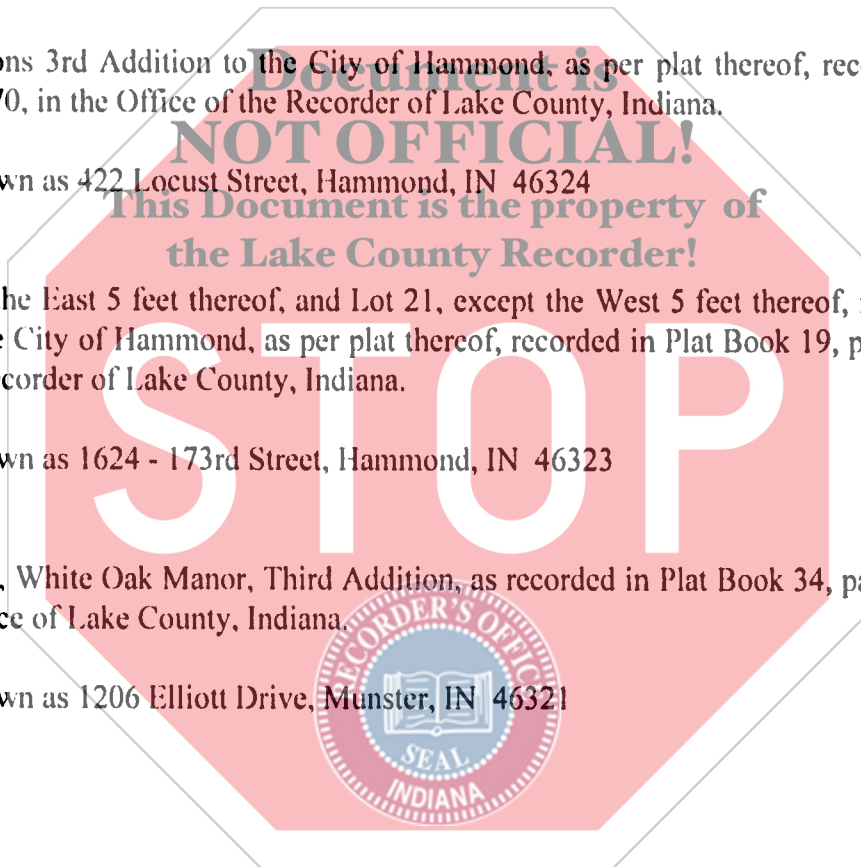 ons 3rd Addition to the City of Hammond, as per plat thereof, rec
Document is
70, in the Office of the Recorder of Lake County, Indiana.
NOT OFFICIAL!
wn as 422 Locust Street, Hammond, IN 46324
This Document is the property of
the Lake County Recorder!
he East 5 feet thereof, and Lot 21, except the West 5 feet thereof,
e City of Hammond, as per plat thereof, recorded in Plat Book 19, p
corder of Lake County, Indiana.
STOP
wn as 1624 - 173rd Street, Hammond, IN 46323
, White Oak Manor, Third Addition, as recorded in Plat Book 34, pa
ce of Lake County, Indiana.
RECORDER'S OFFICE
wn as 1206 Elliott Drive, Munster, IN 46321
SEAL
INDIANA